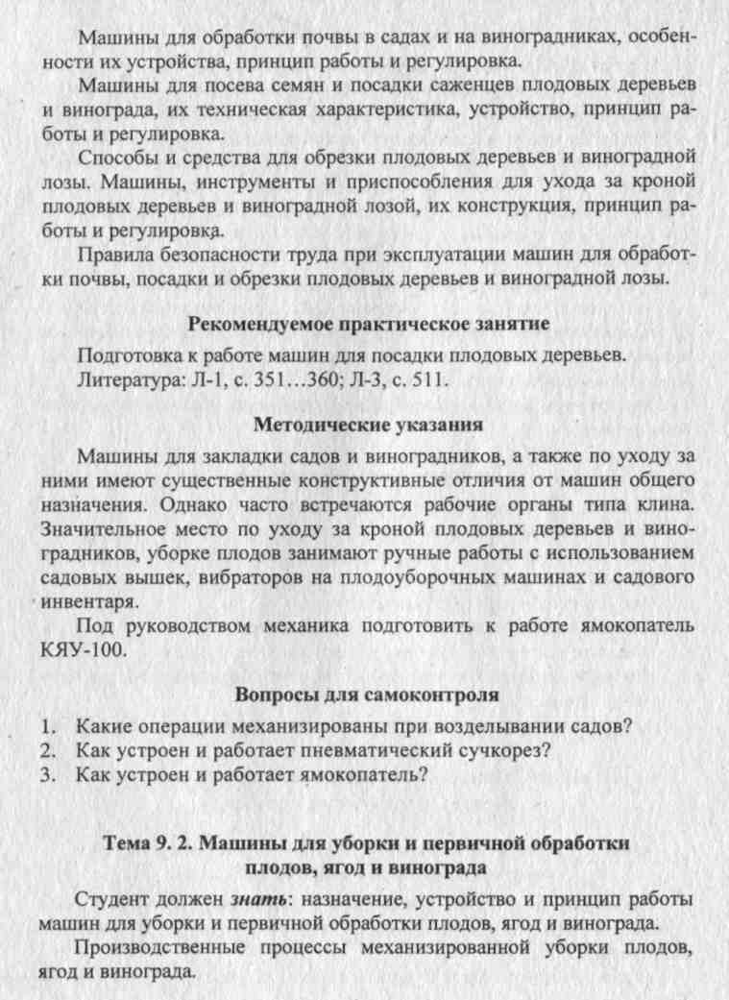 Машины для обработки почвы в садах и на виноградниках, особен-
ности их устройства, принцип работы и регулировка.
Машины для посева семян и посадки саженцев плодовых деревьев
и винограда, их техническая характеристика, устройство, принцип ра-
боты и регулировка.
Способы и средства для обрезки плодовых деревьев и виноградной
лозы. Машины, инструменты и приспособления для ухода за кроной
плодовых деревьев и виноградной лозой, их конструкция, принцип ра-
боты и регулировка.
Правила безопасности труда при эксплуатации машин для обработ-
ки почвы, посадки и обрезки плодовых деревьев и виноградной лозы.
Рекомендуемое практическое занятие
Подготовка к работе машин для посадки плодовых деревьев.
Литература: Л-1, с. 351...360; Л-3, с. 511.
Методические указания
Машины для закладки садов и виноградников, а также по уходу за
ними имеют существенные конструктивные отличия от машин общего
назначения. Однако часто встречаются рабочие органы типа клина.
Значительное место по уходу за кроной плодовых деревьев и вино-
градников, уборке плодов занимают ручные работы с использованием
садовых вышек, вибраторов на плодоуборочных машинах и садового
инвентаря.
Под руководством механика подготовить к работе ямокопатель
КЯУ-100.
Вопросы для самоконтроля
1. Какие операции механизированы при возделывании садов?
2. Как устроен и работает пневматический сучкорез?
3. Как устроен и работает ямокопатель?
Тема 9. 2. Машины для уборки и первичной обработки
плодов, ягод и винограда
Студент должен знать: назначение, устройство и принцип работы
машин для уборки и первичной обработки плодов, ягод и винограда.
Производственные процессы механизированной уборки плодов,
ягод и винограда.